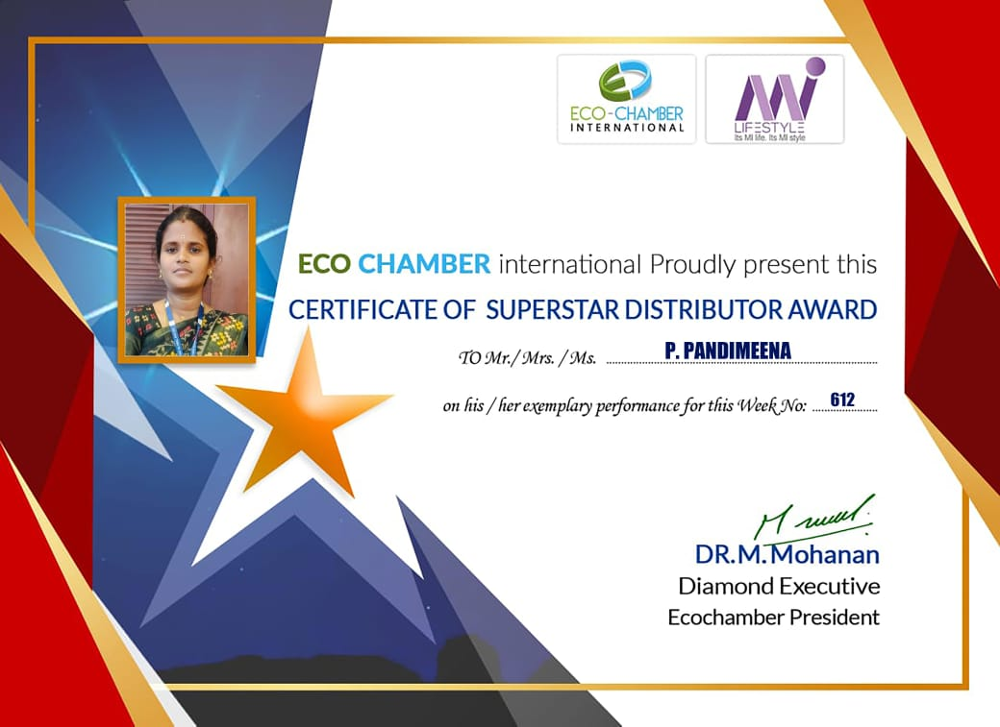 ECO-CHAMBER
INTERNATIONAL
MI
LIFESTYLE
Its MI life. Its MI style
ECO CHAMBER international Proudly present this
CERTIFICATE OF SUPERSTAR DISTRIBUTOR AWARD
TO Mr./ Mrs. / Ms. P. PANDIMEENA
on his / her exemplary performance for this Week No: 612
M
DR.M.Mohanan
Diamond Executive
Ecochamber President